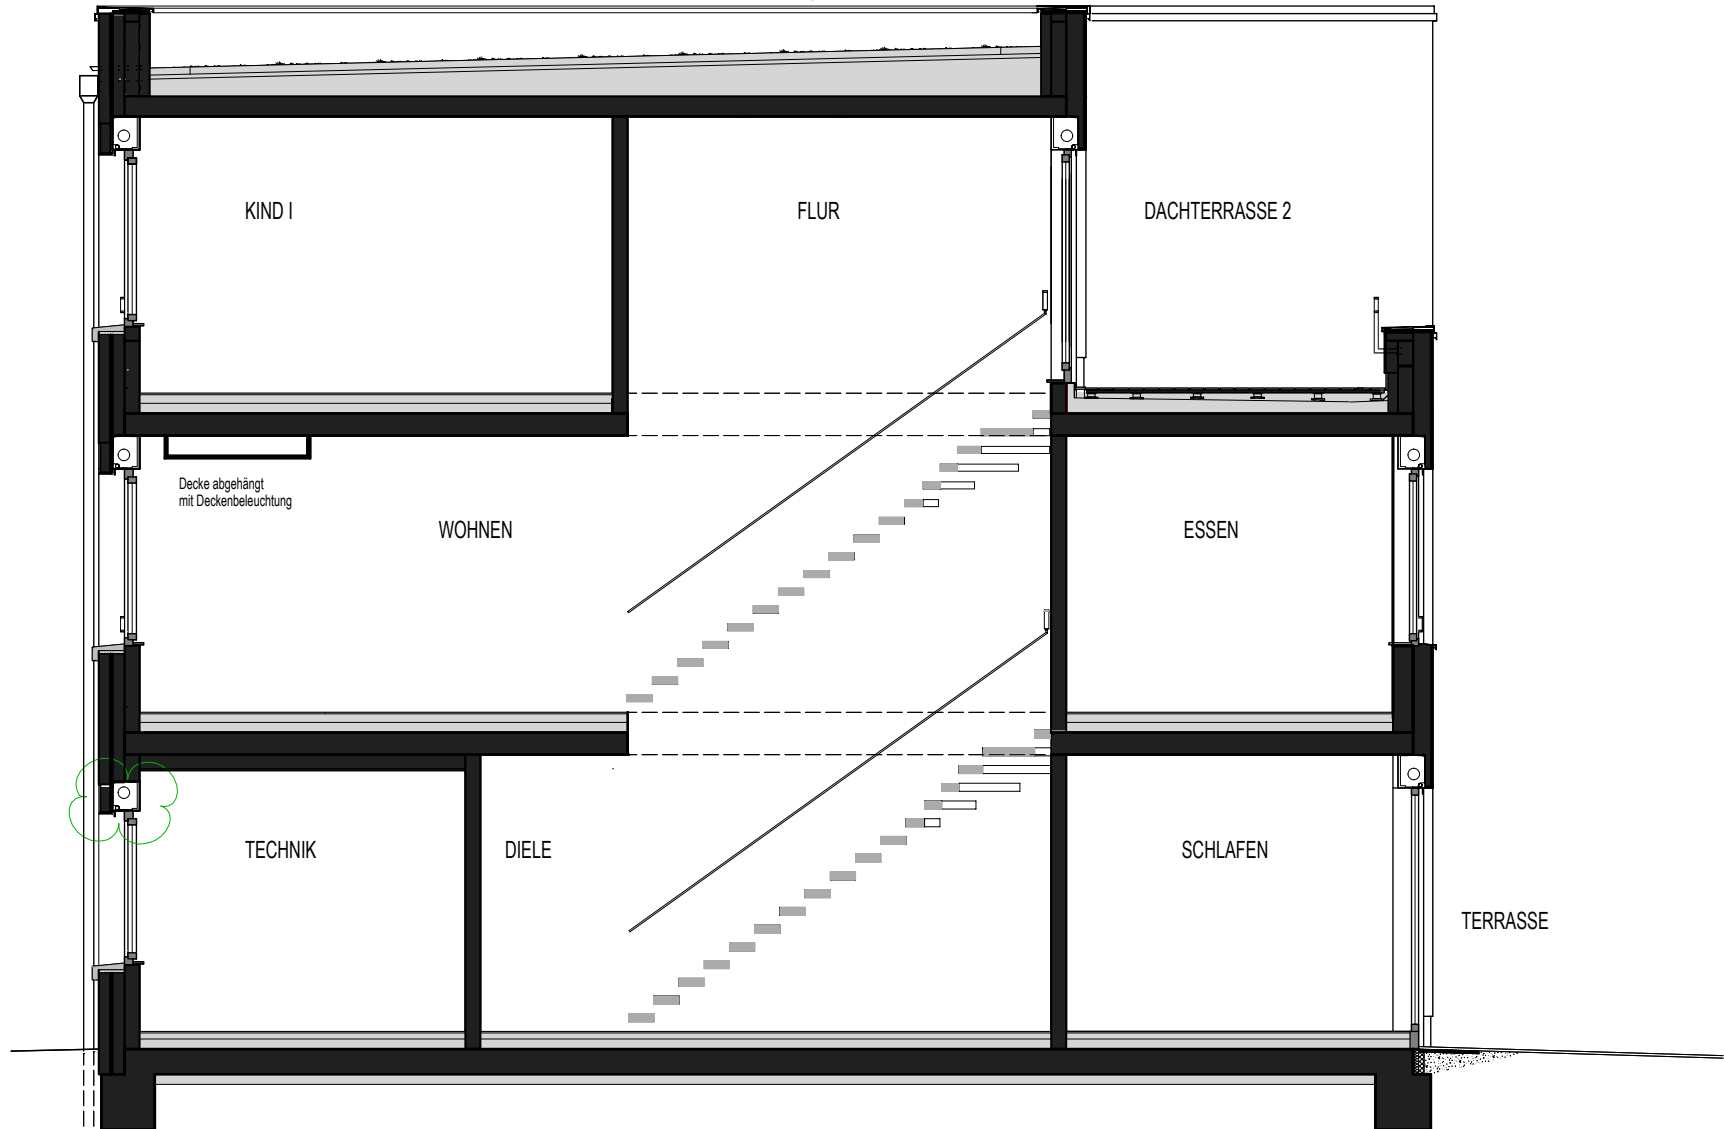 KIND I
FLUR
DACHTERRASSE 2
Decke abgehängt
mit Deckenbeleuchtung
WOHNEN
ESSEN
TECHNIK
DIELE
SCHLAFEN
TERRASSE